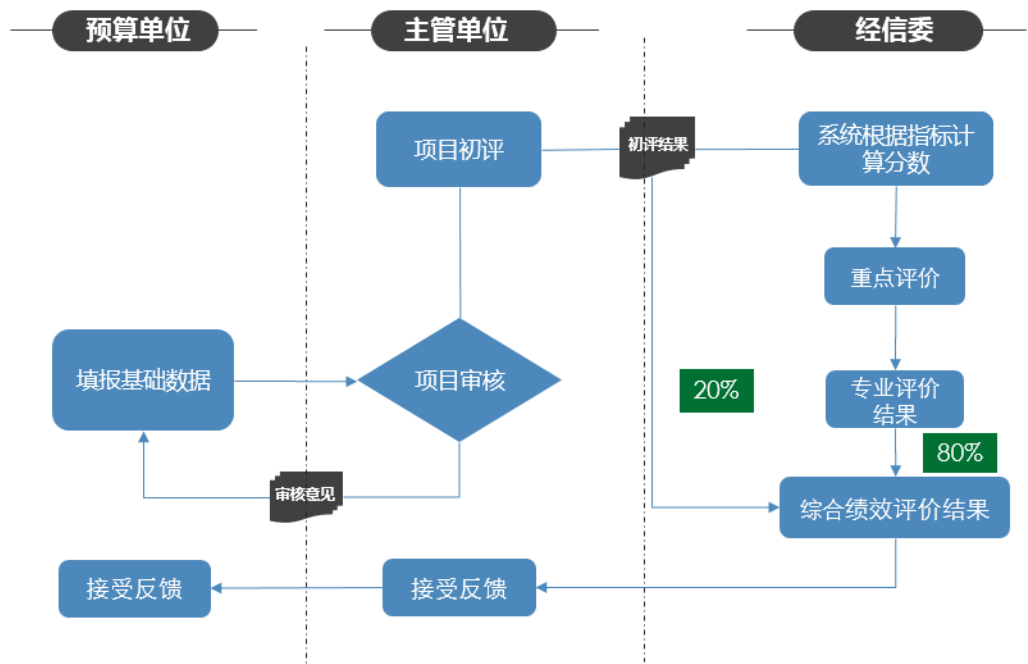 预算单位
主管单位
经信委
项目初评
初评结果
系统根据指标计
算分数
重点评价
填报基础数据
项目审核
20%
专业评价
结果
80%
审核意见
综合绩效评价结果
接受反馈
接受反馈